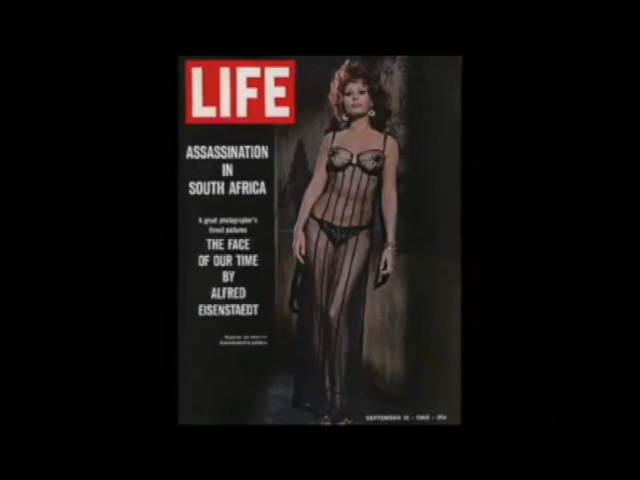 LIFE
ASSASSINATION
IN
SOUTH AFRICA
A great photographer's
finest pictures
THE FACE
OF OUR TIME
BY
ALFRED
EISENSTAEDT
SEPTEMBER 16 · 1966 · 35¢